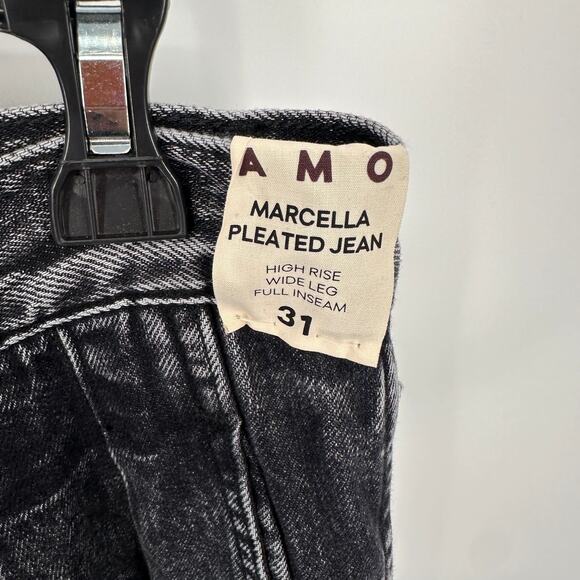 AMO
MARCELLA
PLEATED JEAN
HIGH RISE
WIDE LEG
FULL INSEAM
31